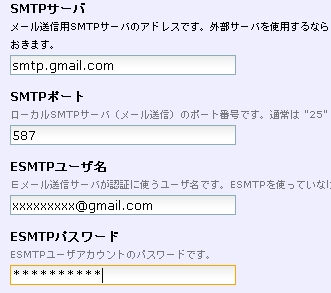 SMTPサーバ
メール送信用SMTPサーバのアドレスです。外部サーバを使用するなら
おきます。
smtp.gmail.com
SMTPポート
ローカルSMTPサーバ（メール送信）のポート番号です。通常は "25"
587
ESMTPユーザ名
Eメール送信サーバが認証に使うユーザ名です。ESMTPを使っていない
xxxxxxxxx@gmail.com
ESMTPパスワード
ESMTPユーザアカウントのパスワードです。
**********